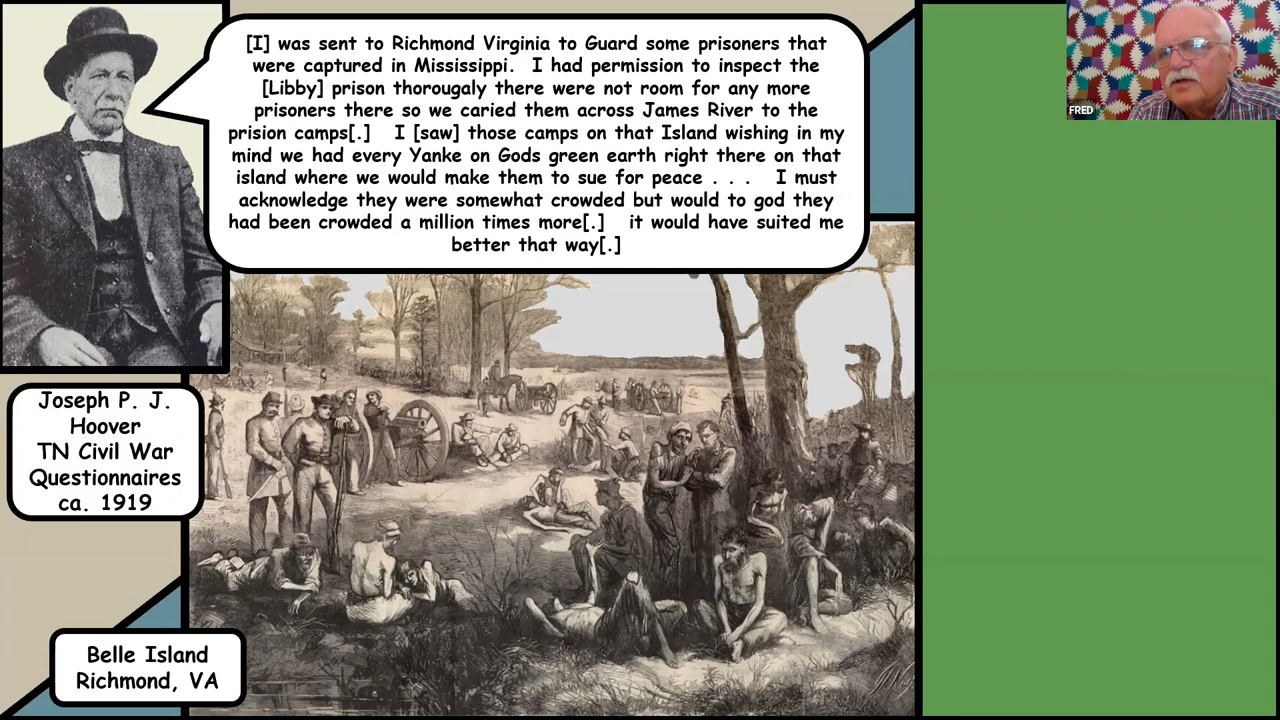 [I] was sent to Richmond Virginia to Guard some prisoners that
were captured in Mississippi. I had permission to inspect the
[Libby] prison thorougaly there were not room for any more
prisoners there so we caried them across James River to the
prision camps[.] I [saw] those camps on that Island wishing in my
mind we had every Yanke on Gods green earth right there on that
island where we would make them to sue for peace . . . I must
acknowledge they were somewhat crowded but would to god they
had been crowded a million times more[.] it would have suited me
better that way[.]
FRED
Joseph P. J.
Hoover
TN Civil War
Questionnaires
ca. 1919
Belle Island
Richmond, VA